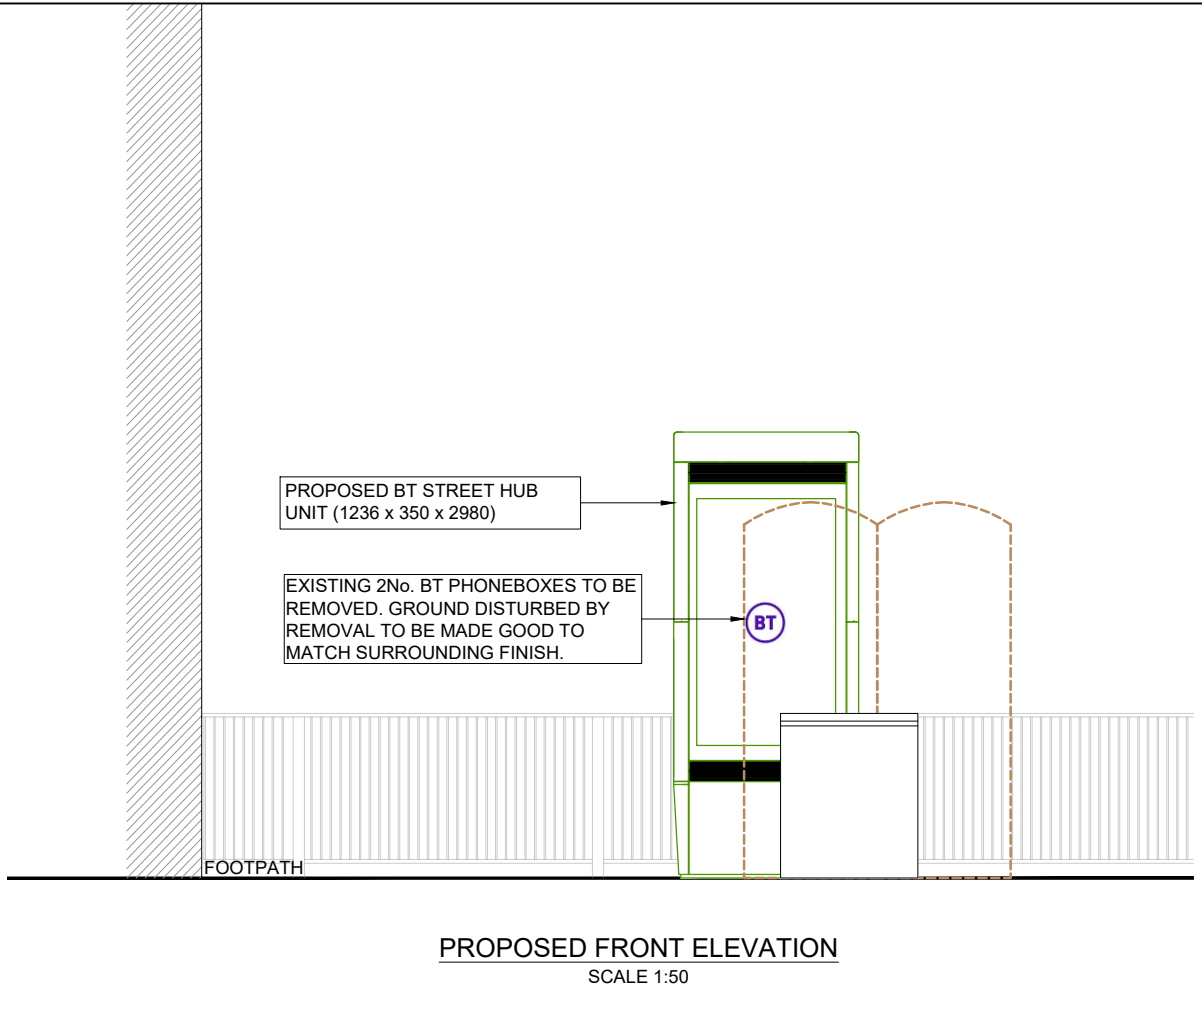 PROPOSED BT STREET HUB
UNIT (1236 x 350 x 2980)
EXISTING 2No. BT PHONEBOXES TO BE
REMOVED. GROUND DISTURBED BY
REMOVAL TO BE MADE GOOD TO
MATCH SURROUNDING FINISH.
BT
FOOTPATH
PROPOSED FRONT ELEVATION
SCALE 1:50